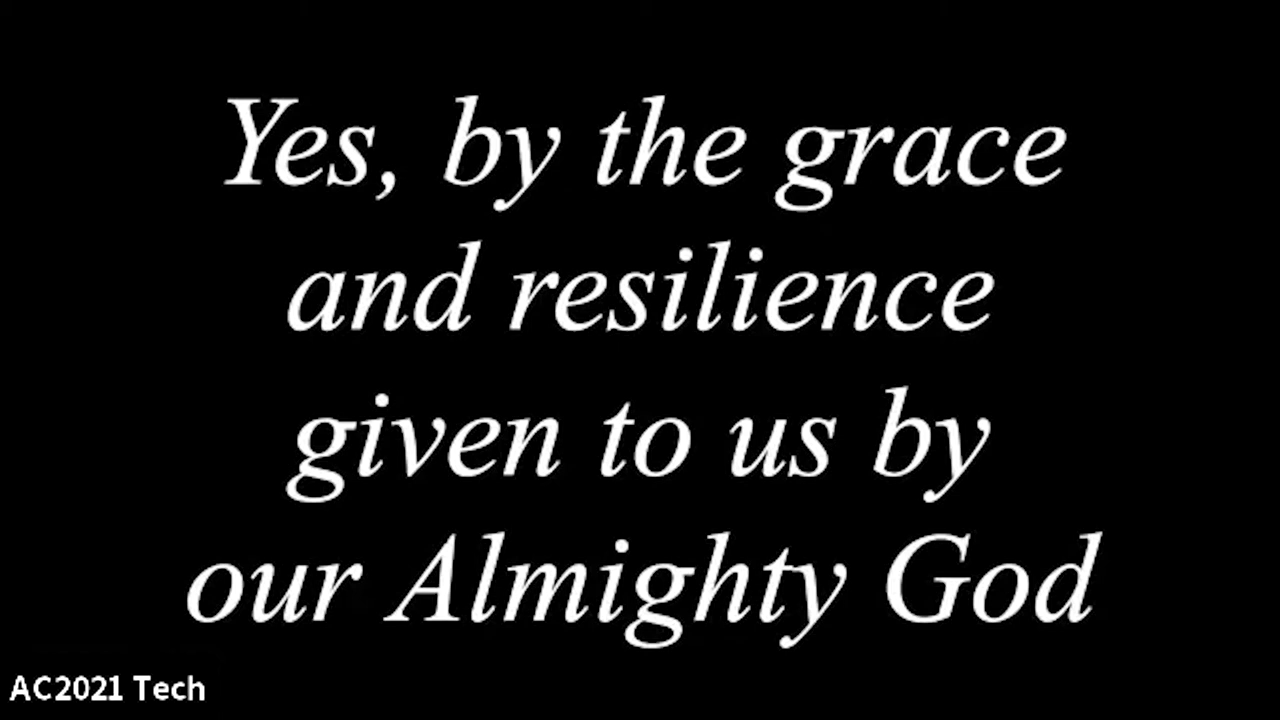 Yes, by the grace
and resilience
given to us by
our Almighty God
AC2021 Tech